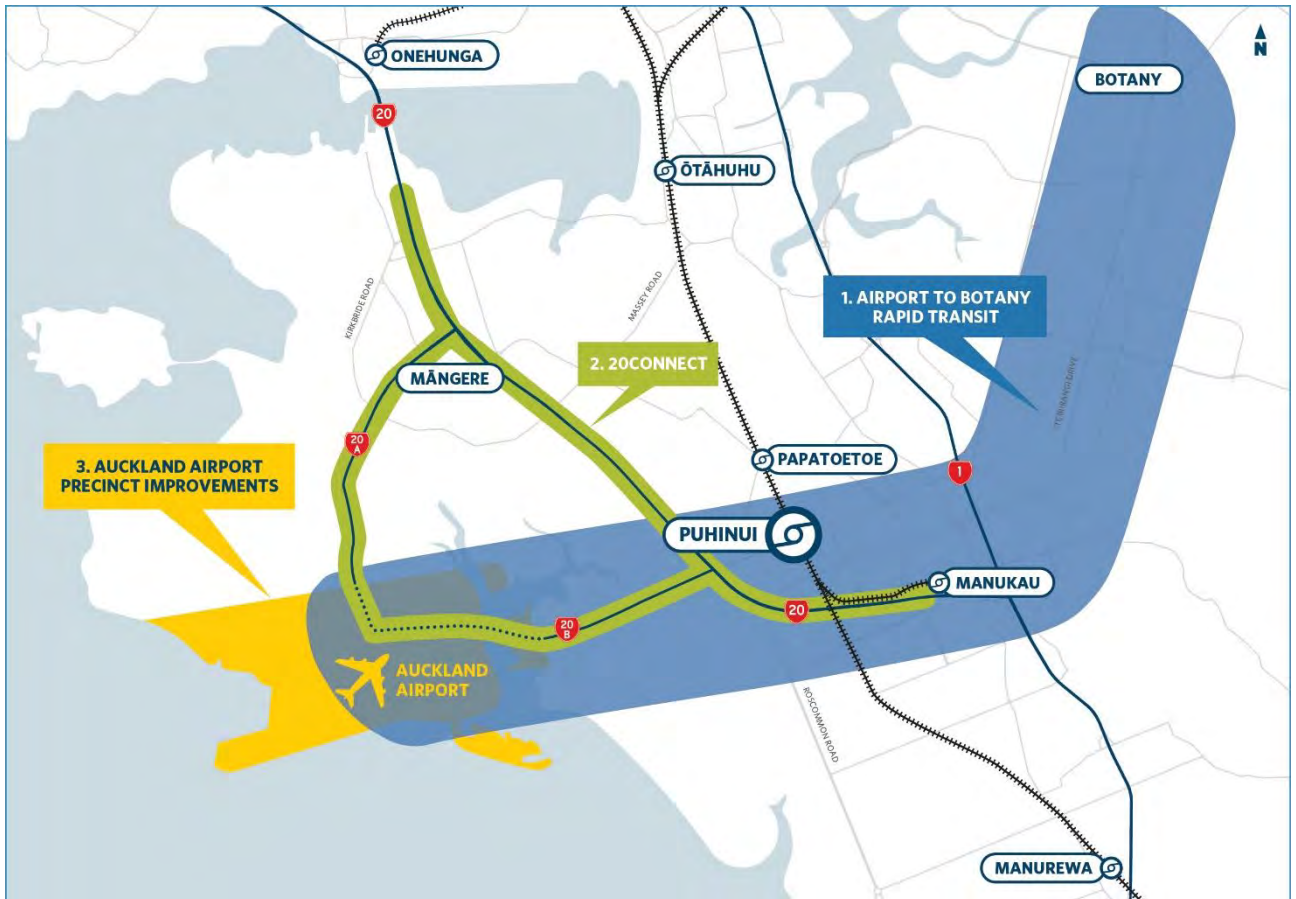 N
ONEHUNGA
BOTANY
20
ŌTĀHUHU
KIRKBRIDE ROAD
MASSEY ROAD
1. AIRPORT TO BOTANY
RAPID TRANSIT
2. 20CONNECT
MĀNGERE
TE IRIRANGI DRIVE
20
A
3. AUCKLAND AIRPORT
PRECINCT IMPROVEMENTS
PAPATOETOE
1
PUHINUI
MANUKAU
20
20
B
AUCKLAND
AIRPORT
ROSCOMMON ROAD
MANUREWA